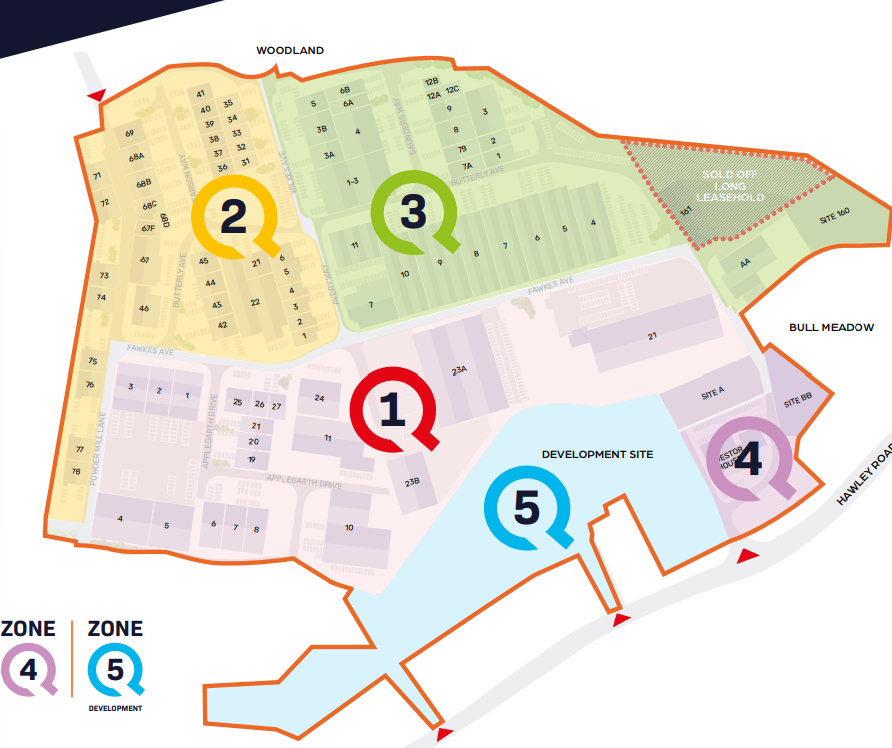 WOODLAND
41
40
35
39
34
38
33
37
32
36
31
69
68A
68B
68C
68D
67F
67
71
72
73
74
46
BUTTERLY AVE
2
45
44
43
42
21
22
6
5
4
3
2
1
5
6B
6A
3B
4
3A
1-3
12B
12A
12C
9
3
8
7B
2
7A
1
BUTTERLY AVE
3
11
10
9
8
7
6
5
4
7
SOLD OFF
LONG
LEASEHOLD
161
SITE 160
AA
FAWKES AVE
BULL MEADOW
FAWKES AVE
75
76
77
78
POWDER MILL LANE
3
2
1
APPLEGARTH DRIVE
25
26
27
21
20
19
24
11
1
23A
23B
21
SITE A
SITE BB
4
APPLEGARTH DRIVE
4
5
6
7
8
10
DEVELOPMENT SITE
5
HAWLEY ROAD
ZONE
4
ZONE
5
DEVELOPMENT